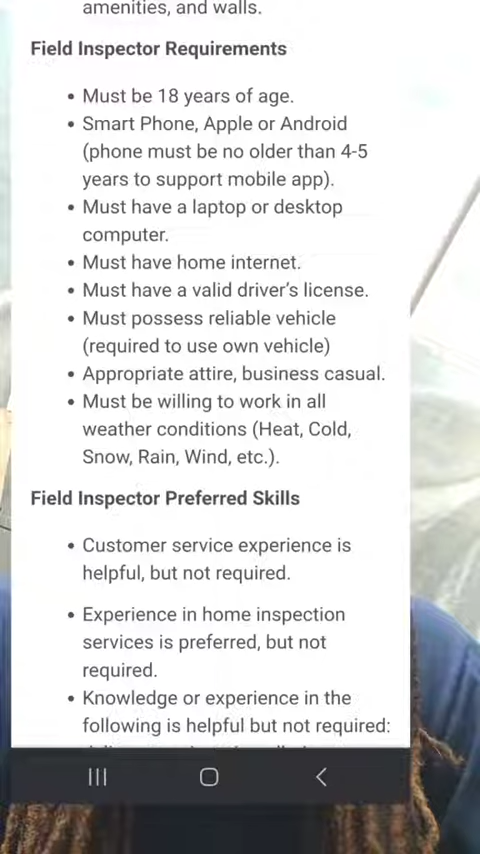 amenities, and walls.
Field Inspector Requirements
• Must be 18 years of age.
• Smart Phone, Apple or Android
(phone must be no older than 4-5
years to support mobile app).
• Must have a laptop or desktop
computer.
• Must have home internet.
• Must have a valid driver's license.
• Must possess reliable vehicle
(required to use own vehicle)
• Appropriate attire, business casual.
• Must be willing to work in all
weather conditions (Heat, Cold,
Snow, Rain, Wind, etc.).
Field Inspector Preferred Skills
• Customer service experience is
helpful, but not required.
• Experience in home inspection
services is preferred, but not
required.
• Knowledge or experience in the
following is helpful but not required: